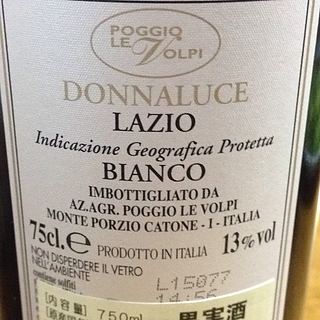 POGGIO
LE VOLPI
DONNALUCE
LAZIO
Indicazione Geografica Protetta
BIANCO
IMBOTTIGLIATO DA
AZ.AGR. POGGIO LE VOLPI
MONTE PORZIO CATONE - I - ITALIA
75cl.℮ PRODOTTO IN ITALIA 13% vol
NON DISPERDERE IL VETRO
NELL'AMBIENTE
contiene solfiti
L15077
14:56
[内容量] 750ml
果実酒